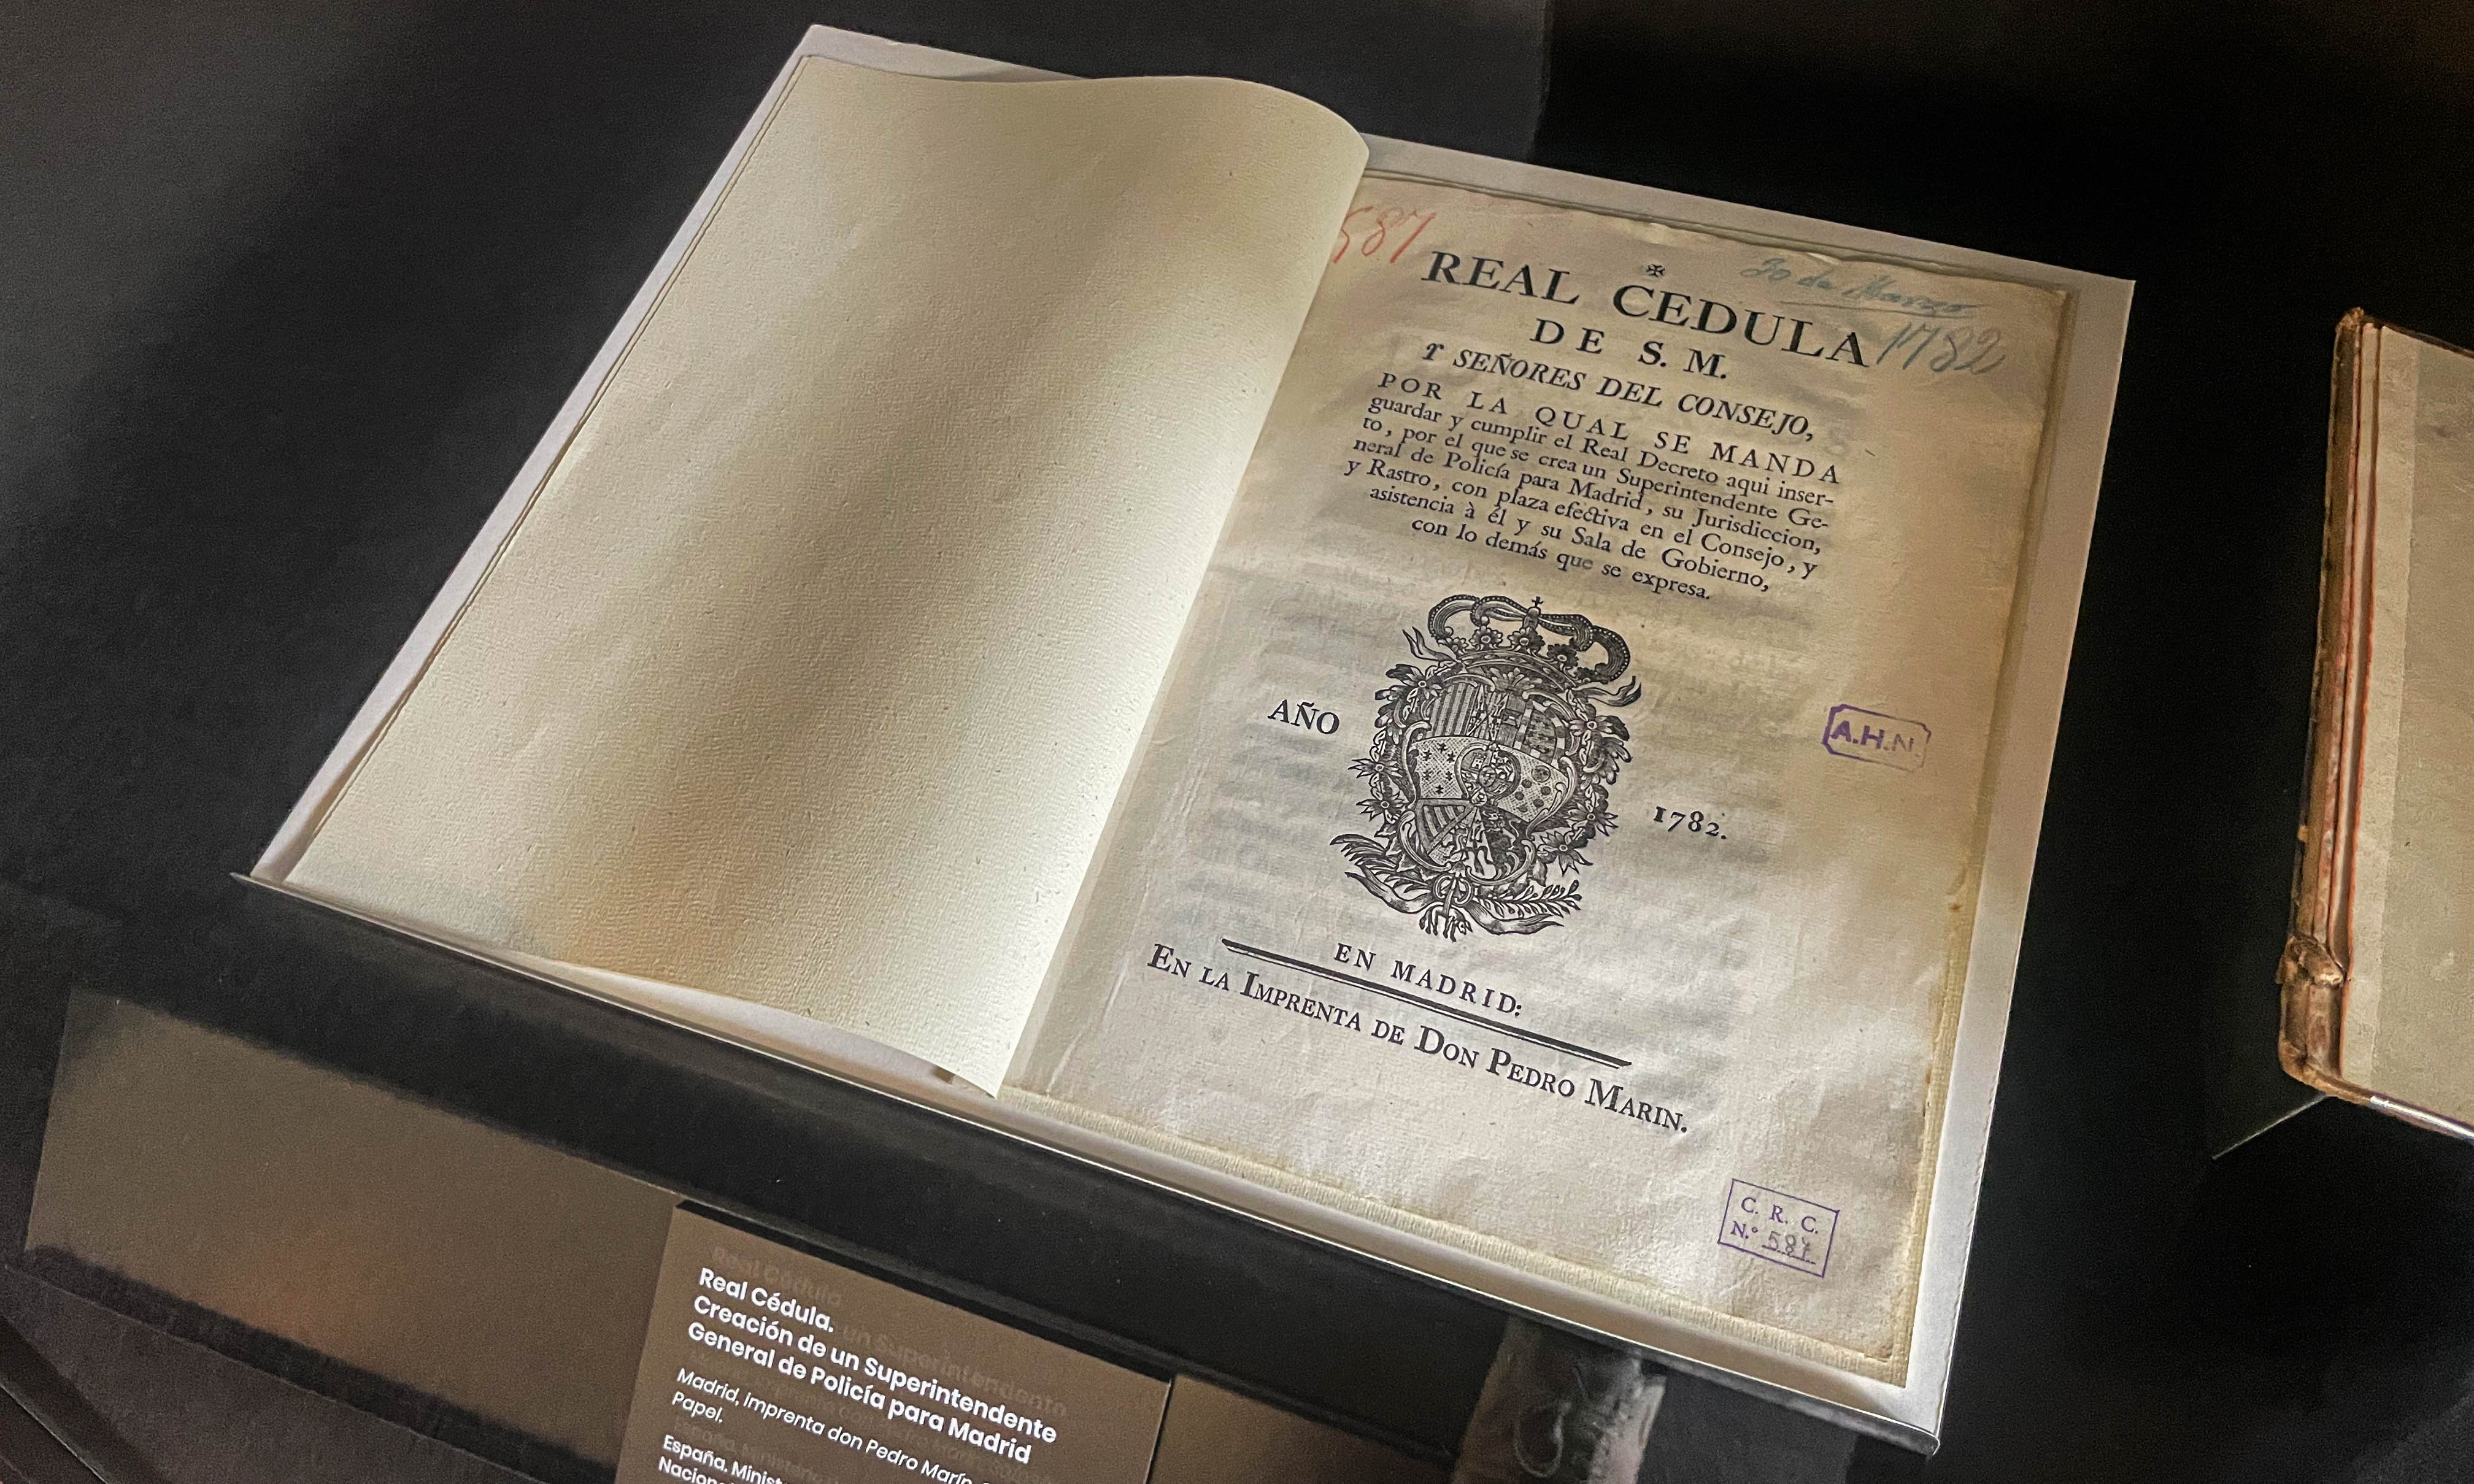 587
30 de Marzo
1782
REAL CEDULA
DE S. M.
Y SEÑORES DEL CONSEJO,
POR LA QUAL SE MANDA
guardar y cumplir el Real Decreto aqui inser-
to, por el que se crea un Superintendente Ge-
neral de Policía para Madrid, su Jurisdiccion,
y Rastro, con plaza efectiva en el Consejo, y
asistencia à él y su Sala de Gobierno,
con lo demás que se expresa.
AÑO
1782.
A.H.N.
EN MADRID:
EN LA IMPRENTA DE DON PEDRO MARIN.
C. R. C.
N.º
Real Cédula.
Creación de un Superintendente
General de Policía para Madrid
Madrid, imprenta don Pedro Marín,
Papel.
España.